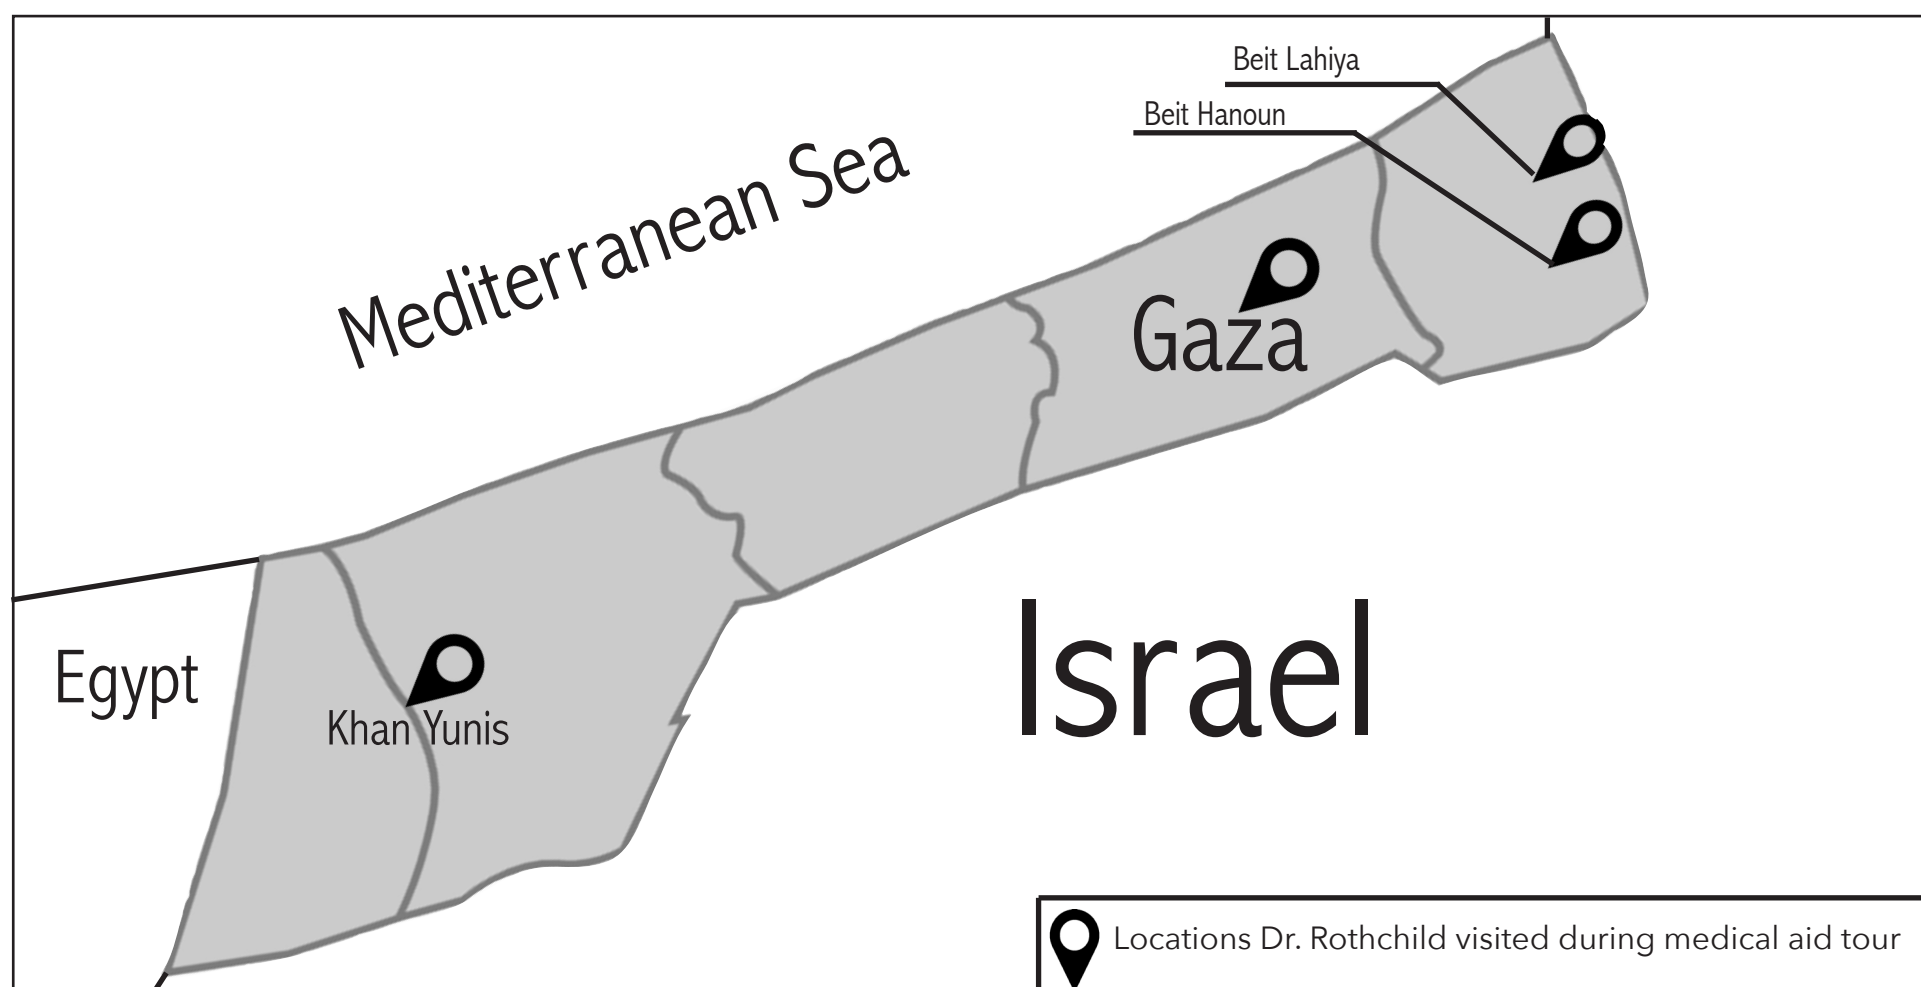 Beit Lahiya
Beit Hanoun
Mediterranean Sea
Gaza
Egypt
Khan Yunis
Israel
Locations Dr. Rothchild visited during medical aid tour